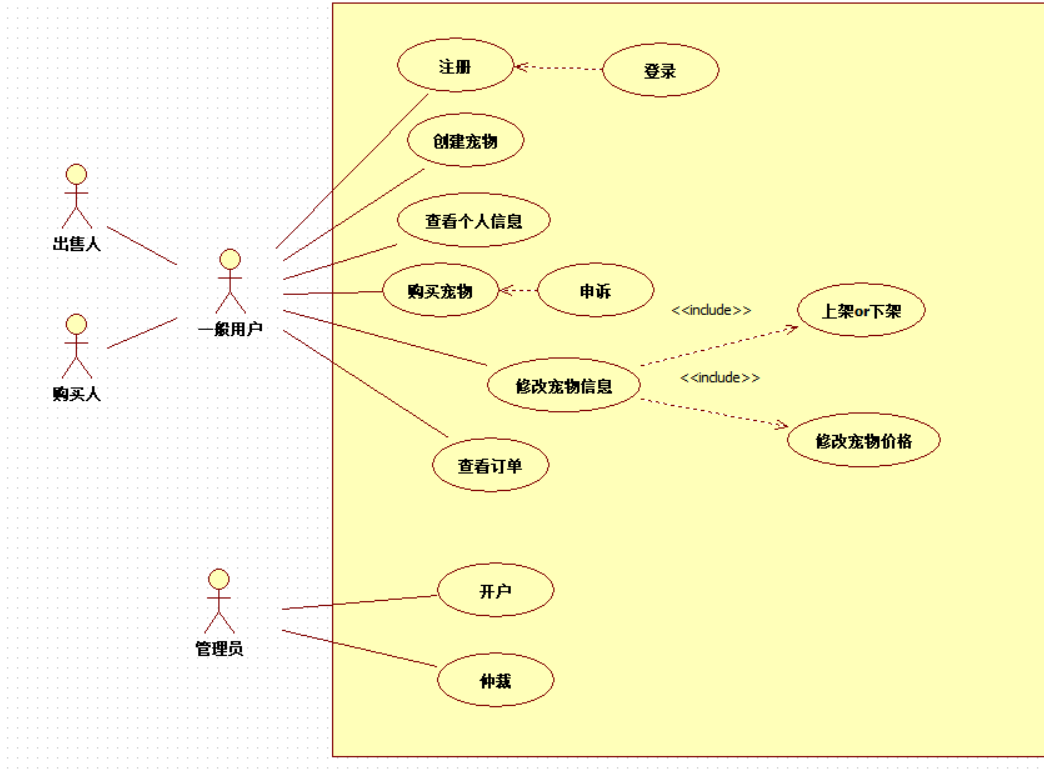 注册
登录
创建宠物
查看个人信息
出售人
购买宠物
申诉
<<include>>
上架or下架
一般用户
<<include>>
修改宠物信息
购买人
修改宠物价格
查看订单
开户
管理员
仲裁